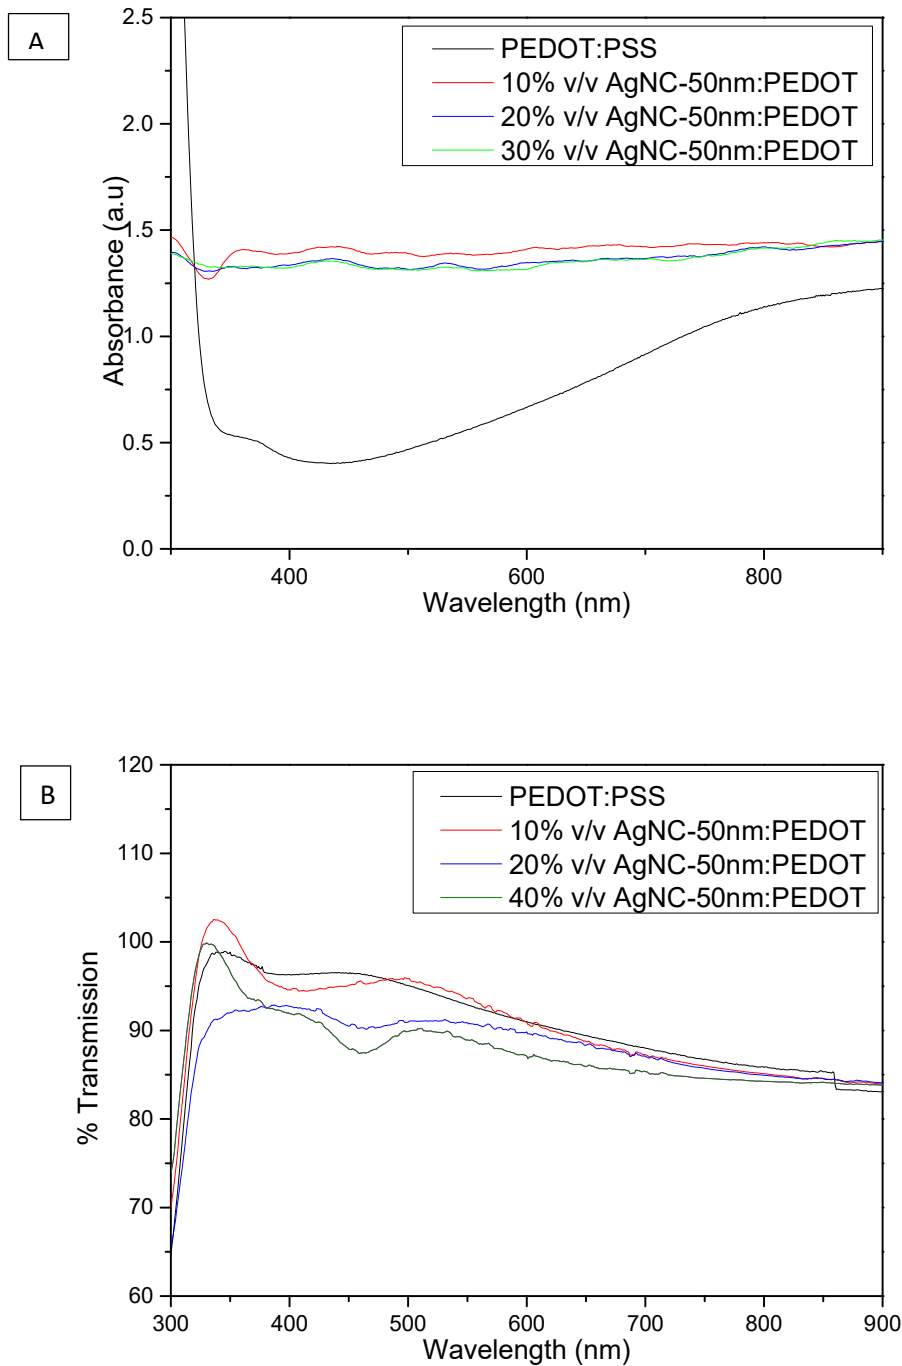 A
2.5
2.0
1.5
1.0
0.5
0.0
Absorbance (a.u)
PEDOT:PSS
10% v/v AgNC-50nm:PEDOT
20% v/v AgNC-50nm:PEDOT
30% v/v AgNC-50nm:PEDOT
400
600
800
Wavelength (nm)
B
120
110
100
90
80
70
60
% Transmission
PEDOT:PSS
10% v/v AgNC-50nm:PEDOT
20% v/v AgNC-50nm:PEDOT
40% v/v AgNC-50nm:PEDOT
300
400
500
600
700
800
900
Wavelength (nm)